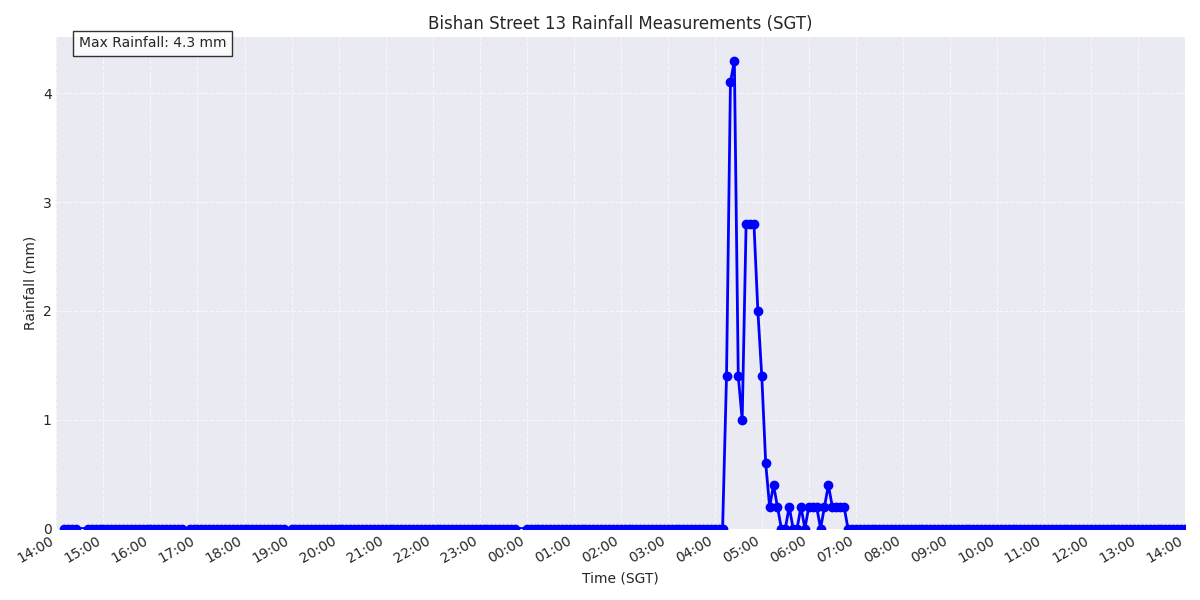 Bishan Street 13 Rainfall Measurements (SGT)
Max Rainfall: 4.3 mm
Rainfall (mm)
4
3
2
1
0
14:00 15:00 16:00 17:00 18:00 19:00 20:00 21:00 22:00 23:00 00:00 01:00 02:00 03:00 04:00 05:00 06:00 07:00 08:00 09:00 10:00 11:00 12:00 13:00 14:00
Time (SGT)